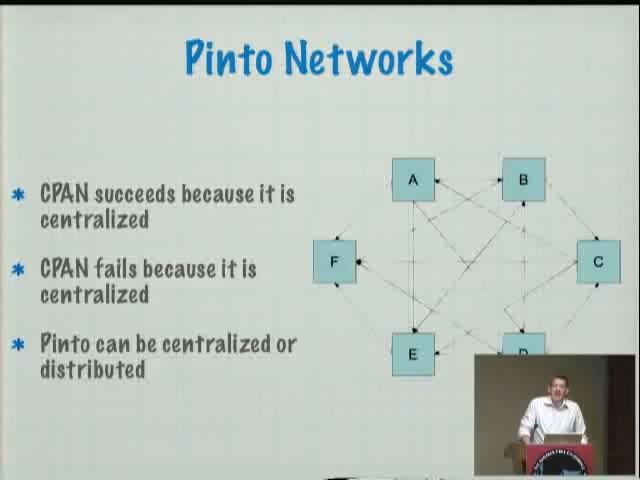 Pinto Networks
* CPAN succeeds because it is
centralized
* CPAN fails because it is
centralized
* Pinto can be centralized or
distributed
A
B
F
C
E
D